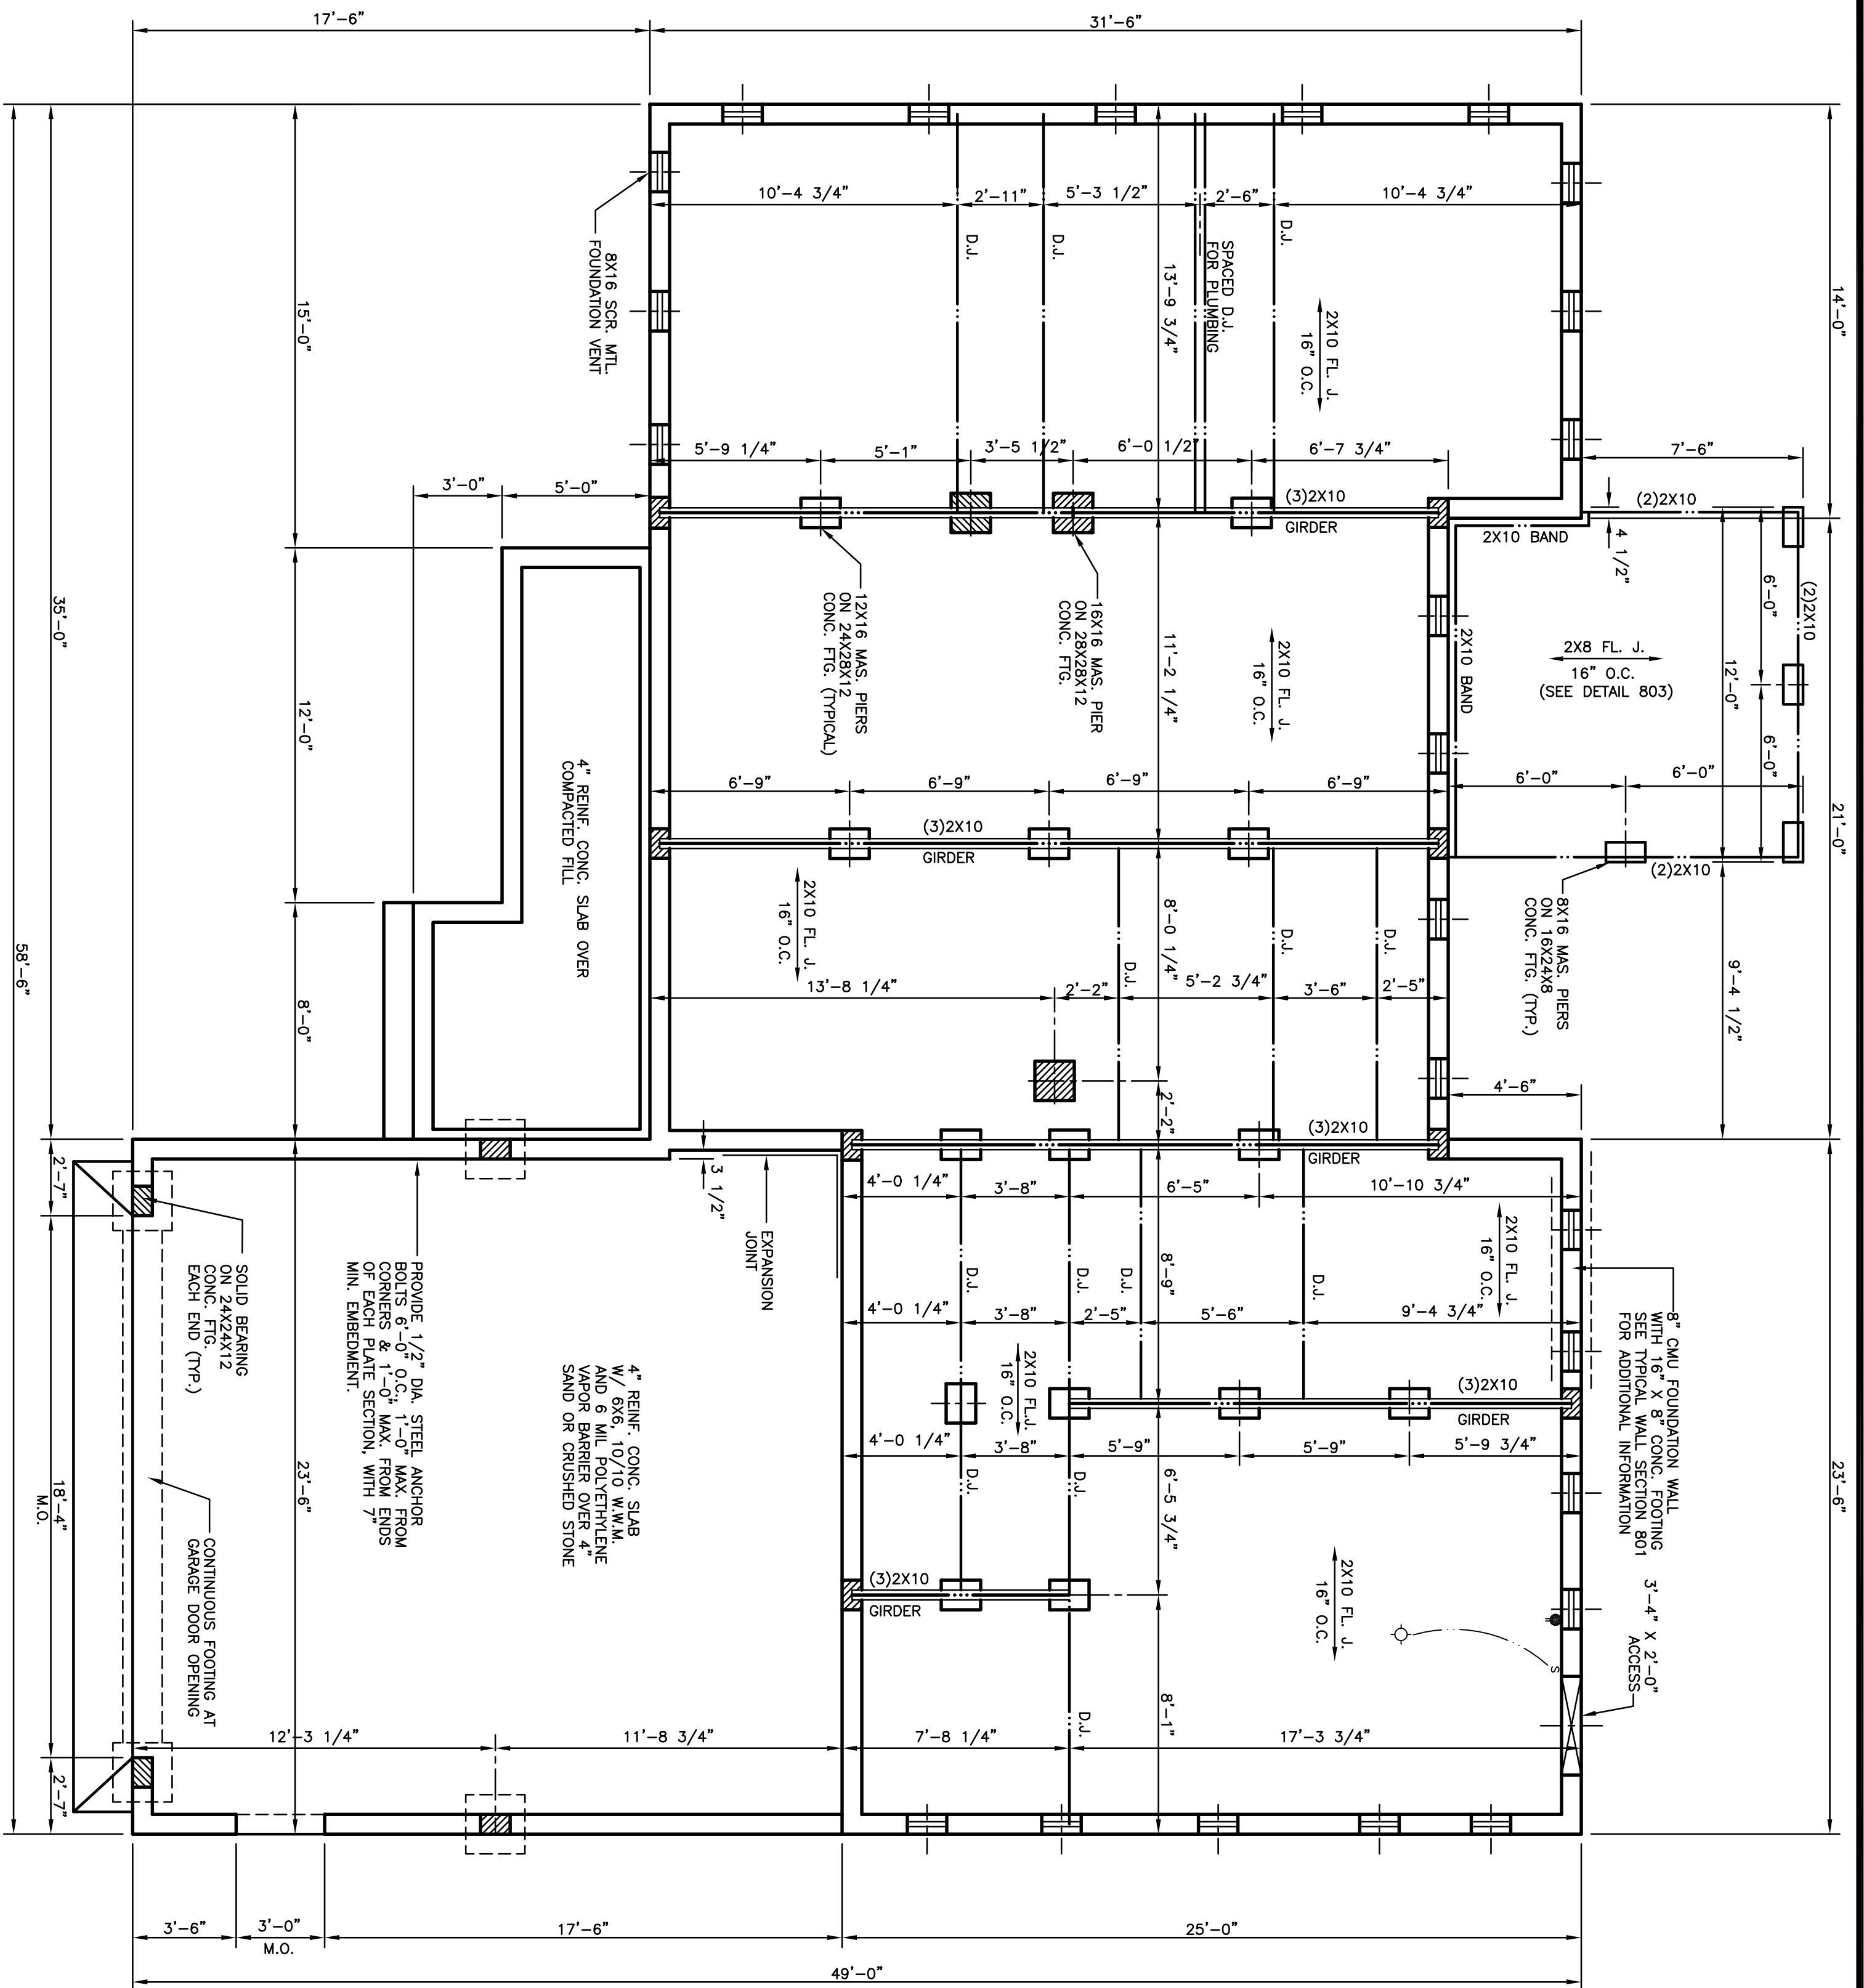 17'-6"
31'-6"
14'-0"
10'-4 3/4"
2'-11"
5'-3 1/2"
2'-6"
10'-4 3/4"
D.J.
D.J.
SPACED D.J.
FOR PLUMBING
D.J.
13'-9 3/4"
2X10 FL. J.
16" O.C.
8X16 SCR. MTL.
FOUNDATION VENT
15'-0"
35'-0"
58'-6"
5'-9 1/4"
5'-1"
3'-5 1/2"
6'-0 1/2"
6'-7 3/4"
7'-6"
3'-0"
5'-0"
(3)2X10
GIRDER
(2)2X10
2X10 BAND
4 1/2"
6'-0"
(2)2X10
12X16 MAS. PIERS
ON 24X28X12
CONC. FTG. (TYPICAL)
16X16 MAS. PIER
ON 28X28X12
CONC. FTG.
11'-2 1/4"
2X10 FL. J.
16" O.C.
2X10 BAND
2X8 FL. J.
16" O.C.
(SEE DETAIL 803)
12'-0"
6'-0"
21'-0"
12'-0"
4" REINF. CONC. SLAB OVER
COMPACTED FILL
6'-9"
6'-9"
6'-9"
6'-9"
6'-0"
6'-0"
(3)2X10
GIRDER
(2)2X10
8X16 MAS. PIERS
ON 16X24X8
CONC. FTG. (TYP.)
9'-4 1/2"
2X10 FL. J.
16" O.C.
8'-0 1/4"
D.J.
D.J.
D.J.
13'-8 1/4"
2'-2"
5'-2 3/4"
3'-6"
2'-5"
8'-0"
4'-6"
2'-2"
(3)2X10
GIRDER
2'-7"
3 1/2"
EXPANSION
JOINT
4'-0 1/4"
3'-8"
6'-5"
10'-10 3/4"
2X10 FL. J.
16" O.C.
8'-9"
D.J.
D.J.
D.J.
D.J.
4'-0 1/4"
3'-8"
2'-5"
5'-6"
9'-4 3/4"
8" CMU FOUNDATION WALL
WITH 16" X 8" CONC. FOOTING
SEE TYPICAL WALL SECTION 801
FOR ADDITIONAL INFORMATION
23'-6"
SOLID BEARING
ON 24X24X12
CONC. FTG.
EACH END (TYP.)
PROVIDE 1/2" DIA. STEEL ANCHOR
BOLTS 6'-0" O.C., 1'-0" MAX. FROM
CORNERS & 1'-0" MAX. FROM ENDS
OF EACH PLATE SECTION, WITH 7"
MIN. EMBEDMENT.
4" REINF. CONC. SLAB
W/ 6X6, 10/10 W.W.M.
AND 6 MIL POLYETHYLENE
VAPOR BARRIER OVER 4"
SAND OR CRUSHED STONE
2X10 FL.J.
16" O.C.
(3)2X10
GIRDER
4'-0 1/4"
3'-8"
5'-9"
5'-9"
5'-9 3/4"
D.J.
D.J.
6'-5 3/4"
23'-6"
18'-4"
M.O.
CONTINUOUS FOOTING AT
GARAGE DOOR OPENING
(3)2X10
GIRDER
2X10 FL. J.
16" O.C.
3'-4" X 2'-0"
ACCESS
S
8'-1"
D.J.
12'-3 1/4"
11'-8 3/4"
7'-8 1/4"
17'-3 3/4"
2'-7"
3'-6"
3'-0"
M.O.
17'-6"
25'-0"
49'-0"